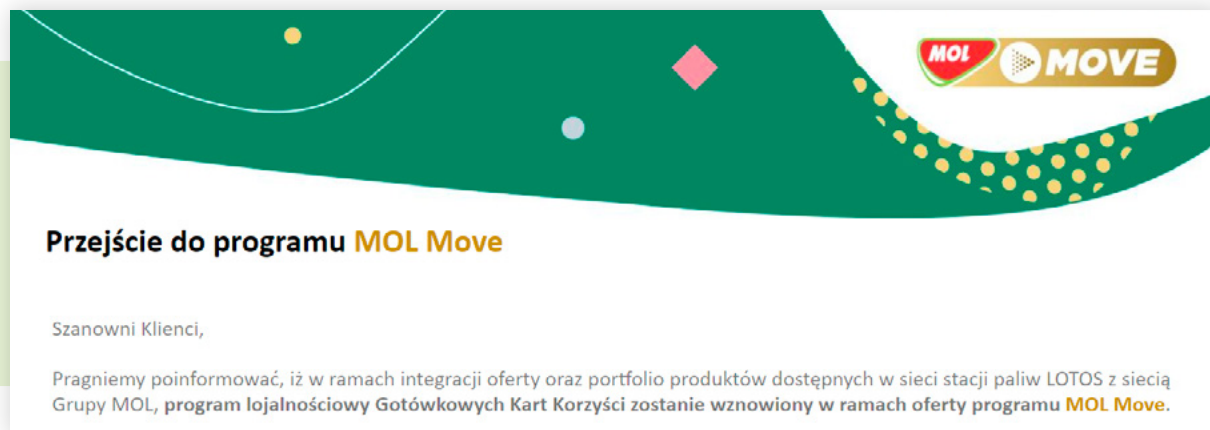 MOL MOVE
Przejście do programu MOL Move
Szanowni Klienci,
Pragniemy poinformować, iż w ramach integracji oferty oraz portfolio produktów dostępnych w sieci stacji paliw LOTOS z siecią
Grupy MOL, program lojalnościowy Gotówkowych Kart Korzyści zostanie wznowiony w ramach oferty programu MOL Move.